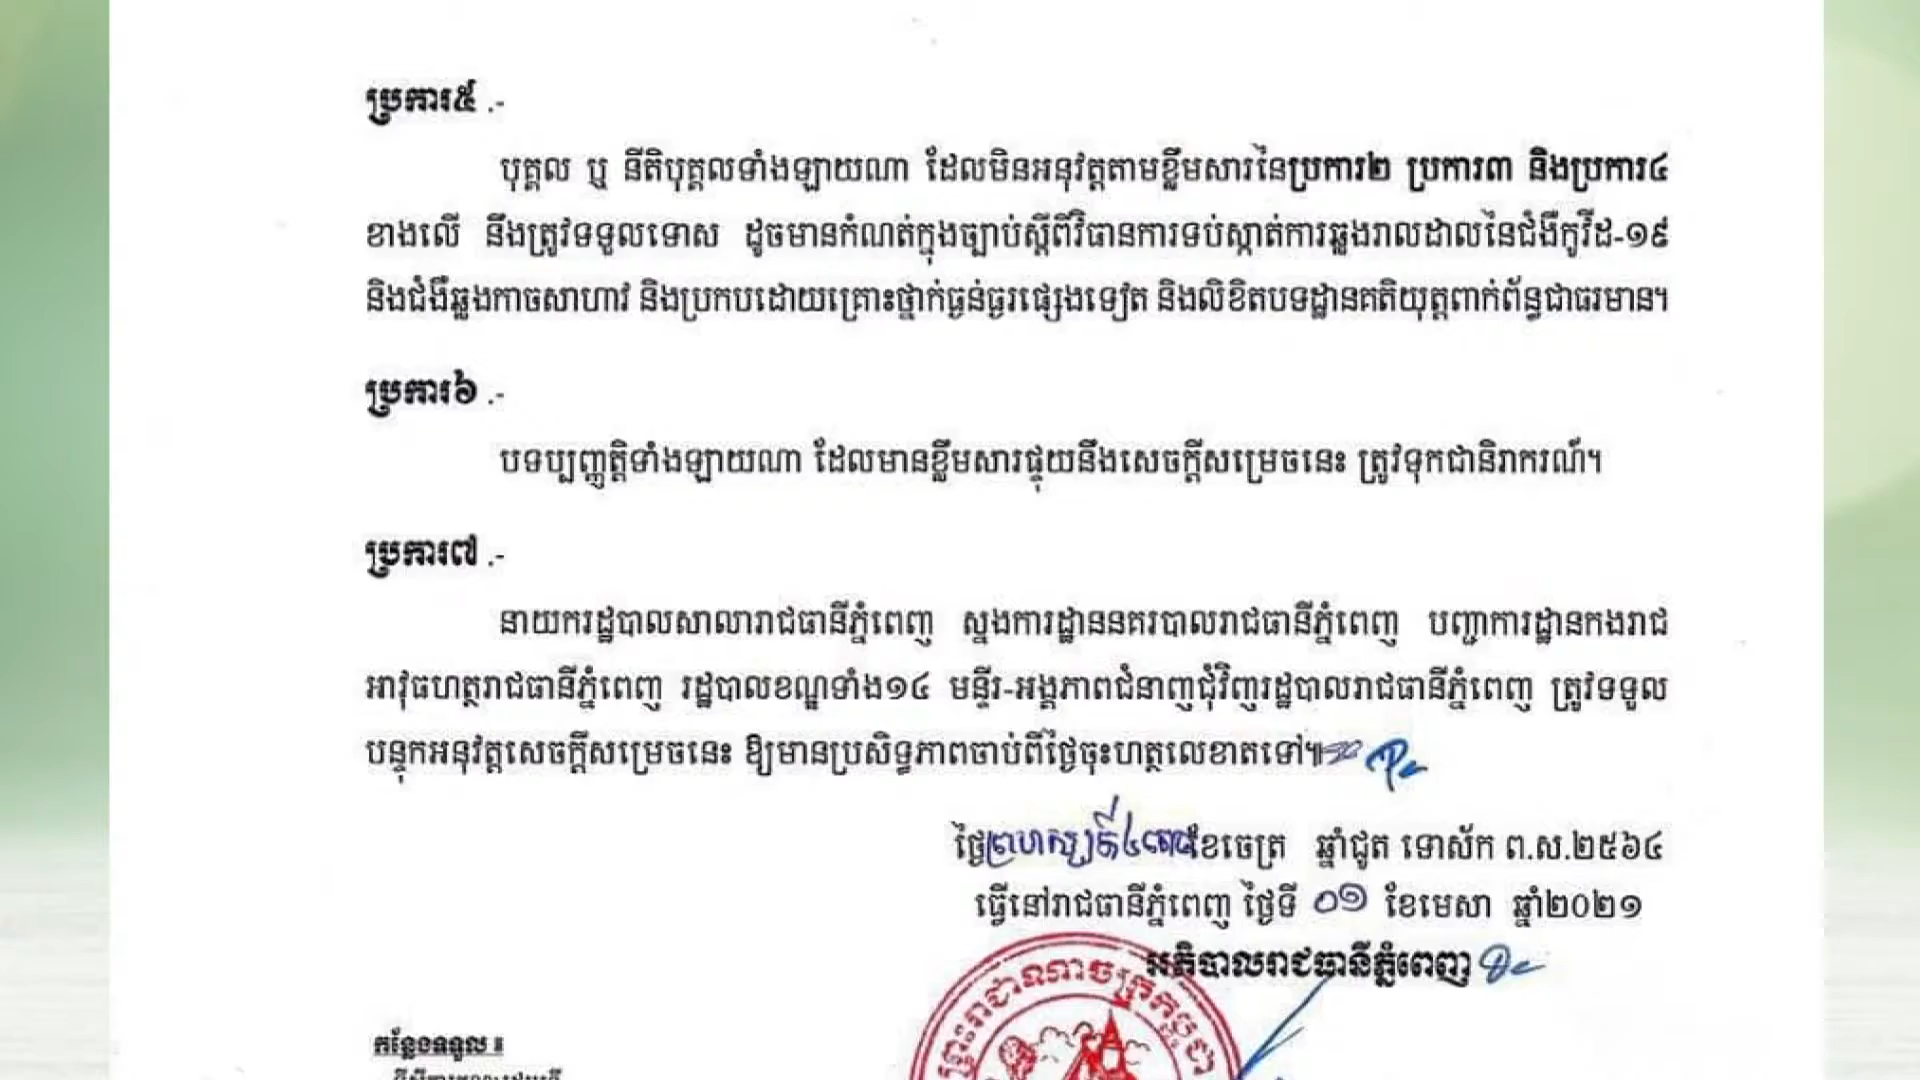 ប្រការ៥ .-
បុគ្គល ឬ នីតិបុគ្គលទាំងឡាយណា ដែលមិនអនុវត្តតាមខ្លឹមសារនៃប្រការ២ ប្រការ៣ និងប្រការ៤
ខាងលើ នឹងត្រូវទទួលទោស ដូចមានកំណត់ក្នុងច្បាប់ស្តីពីវិធានការទប់ស្កាត់ការឆ្លងរាលដាលនៃជំងឺកូវីដ-១៩
និងជំងឺឆ្លងកាចសាហាវ និងប្រកបដោយគ្រោះថ្នាក់ធ្ងន់ធ្ងរផ្សេងទៀត និងលិខិតបទដ្ឋានគតិយុត្តពាក់ព័ន្ធជាធរមាន។
ប្រការ៦ .-
បទប្បញ្ញត្តិទាំងឡាយណា ដែលមានខ្លឹមសារផ្ទុយនឹងសេចក្តីសម្រេចនេះ ត្រូវទុកជានិរាករណ៍។
ប្រការ៧ .-
នាយករដ្ឋបាលសាលារាជធានីភ្នំពេញ ស្នងការដ្ឋាននគរបាលរាជធានីភ្នំពេញ បញ្ជាការដ្ឋានកងរាជ
អាវុធហត្ថរាជធានីភ្នំពេញ រដ្ឋបាលខណ្ឌទាំង១៤ មន្ទីរ-អង្គភាពជំនាញជុំវិញរដ្ឋបាលរាជធានីភ្នំពេញ ត្រូវទទួល
បន្ទុកអនុវត្តសេចក្តីសម្រេចនេះ ឱ្យមានប្រសិទ្ធភាពចាប់ពីថ្ងៃចុះហត្ថលេខាតទៅ៕
ថ្ងៃព្រហស្បតិ៍ ខែចេត្រ ឆ្នាំជូត ទោស័ក ព.ស.២៥៦៤
ធ្វើនៅរាជធានីភ្នំពេញ ថ្ងៃទី ០១ ខែមេសា ឆ្នាំ២០២១
អភិបាលរាជធានីភ្នំពេញ
ព្រះរាជាណាចក្រកម្ពុជា
កន្លែងទទួល៖